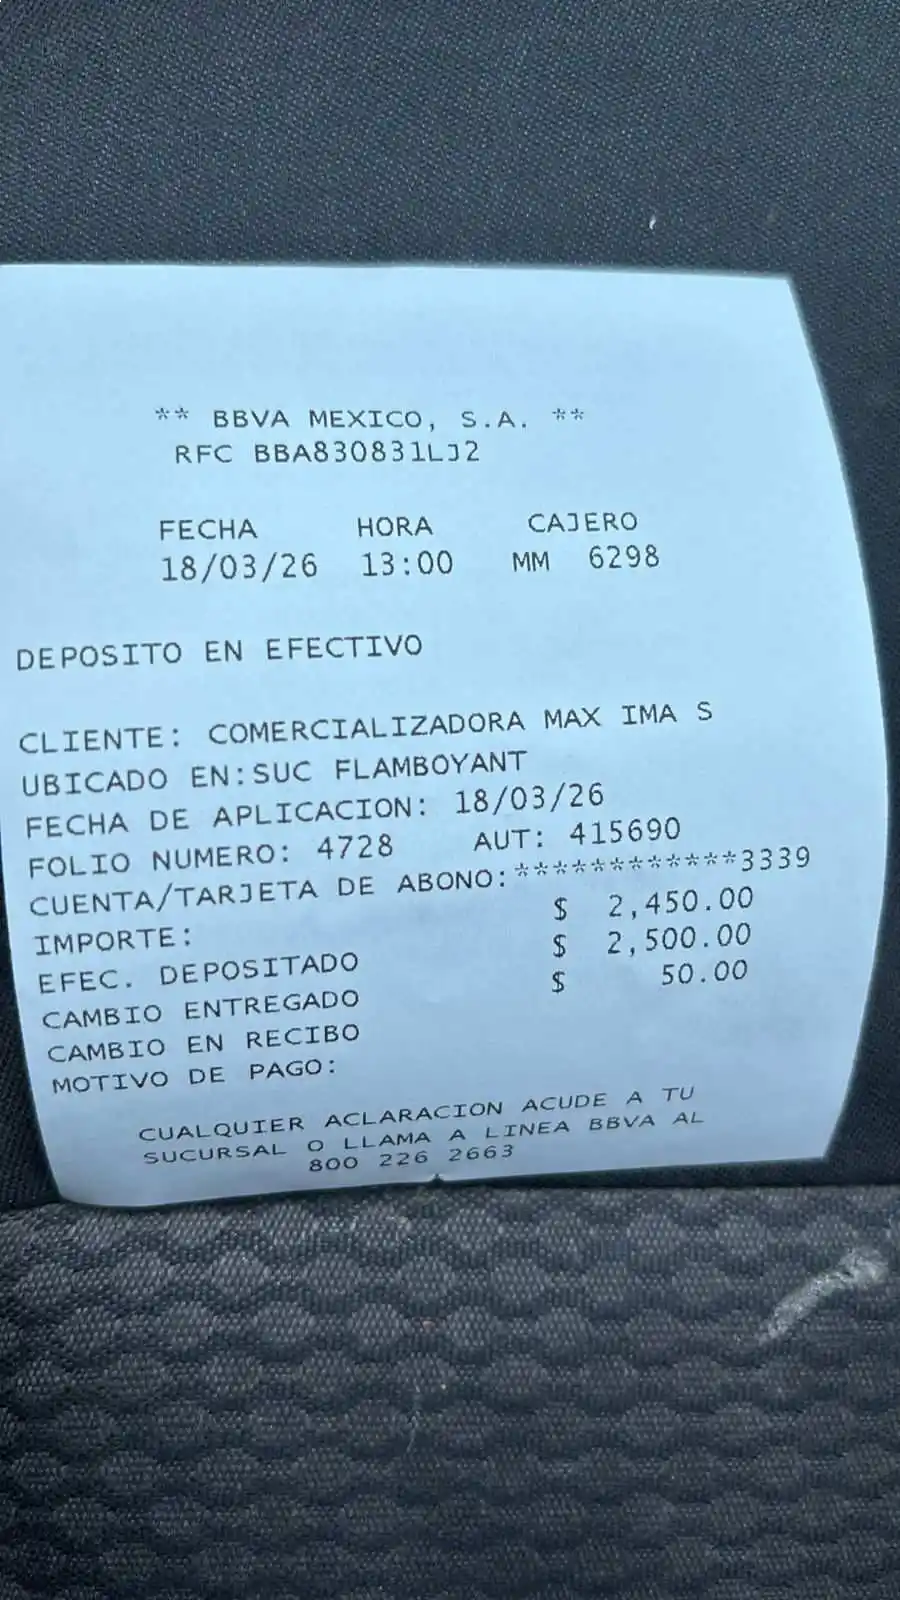 ** BBVA MEXICO, S.A. **
RFC BBA830831LJ2
FECHA HORA CAJERO
18/03/26 13:00 MM 6298
DEPOSITO EN EFECTIVO
CLIENTE: COMERCIALIZADORA MAX IMA S
UBICADO EN:SUC FLAMBOYANT
FECHA DE APLICACION: 18/03/26
FOLIO NUMERO: 4728 AUT: 415690
CUENTA/TARJETA DE ABONO:************3339
IMPORTE: $ 2,450.00
EFEC. DEPOSITADO $ 2,500.00
CAMBIO ENTREGADO $ 50.00
CAMBIO EN RECIBO
MOTIVO DE PAGO:
CUALQUIER ACLARACION ACUDE A TU
SUCURSAL O LLAMA A LINEA BBVA AL
800 226 2663